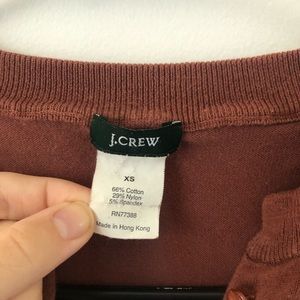 J.CREW
XS
66% Cotton
29% Nylon
5% Spandex
RN77388
Made in Hong Kong